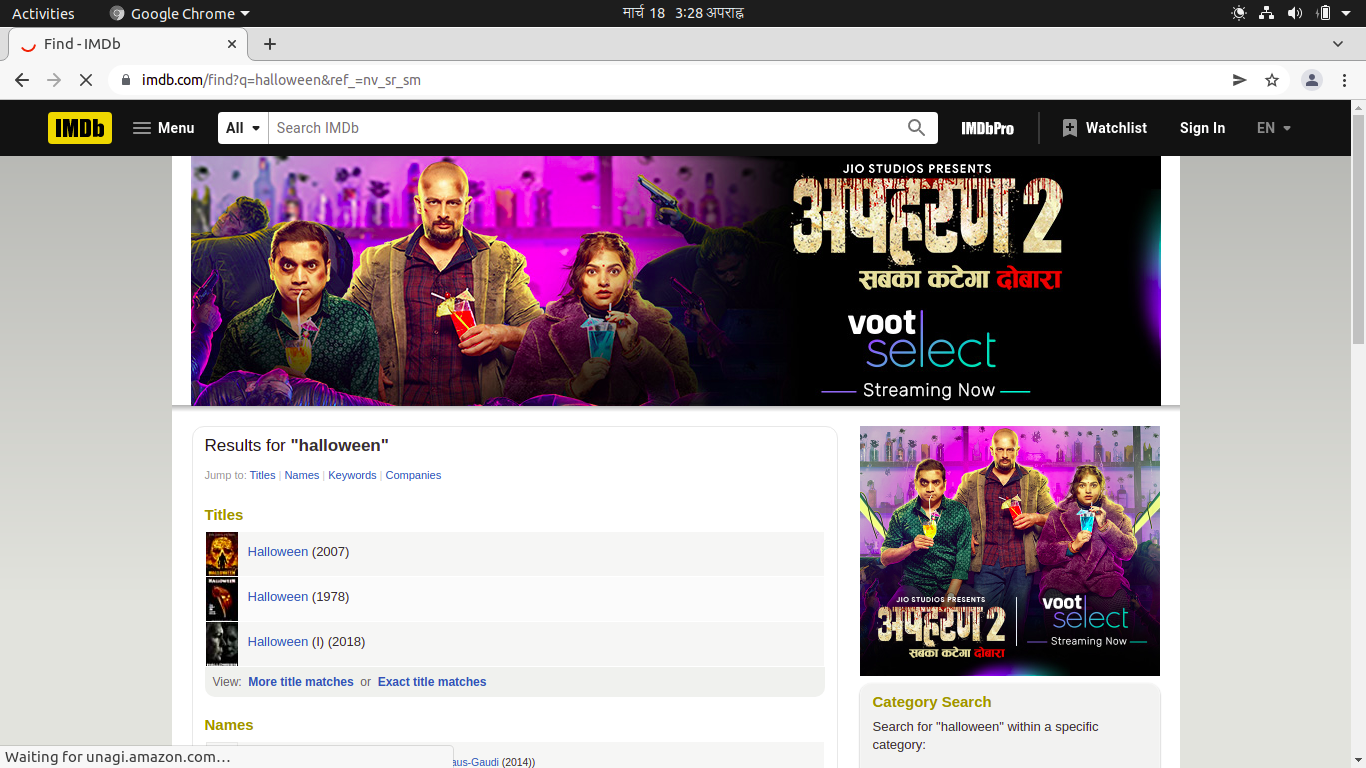 Activities
Google Chrome
मार्च 18 3:28 अपराह्न
Find - IMDb
imdb.com/find?q=halloween&ref_=nv_sr_sm
IMDb
Menu
All
Search IMDb
IMDbPro
Watchlist
Sign In
EN
JIO STUDIOS PRESENTS
अपहरण 2
सबका कटेगा दोबारा
voot
select
Streaming Now
Results for "halloween"
Jump to: Titles | Names | Keywords | Companies
Titles
Halloween (2007)
Halloween (1978)
Halloween (I) (2018)
View: More title matches or Exact title matches
Names
aus-Gaudi (2014))
JIO STUDIOS PRESENTS
अपहरण 2
सबका कटेगा दोबारा
voot
select
Streaming Now
Category Search
Search for "halloween" within a specific
category:
Waiting for unagi.amazon.com…